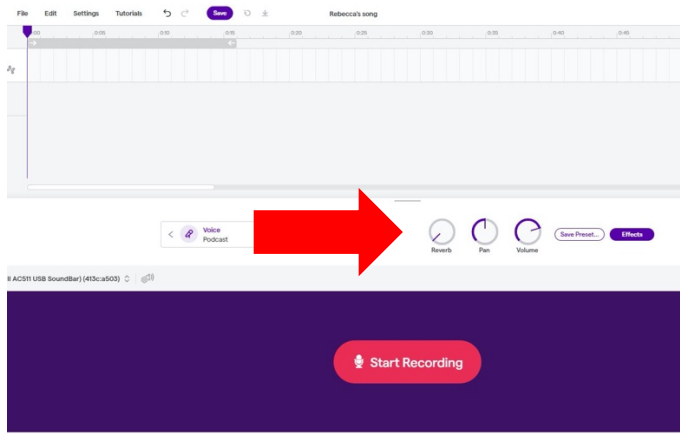 File Edit Settings Tutorials Save Rebecca's song
0:00 0:05 0:10 0:15 0:20 0:25 0:30 0:35 0:40 0:45
Voice
Podcast
Reverb Pan Volume Save Preset... Effects
ll AC511 USB SoundBar) (413c:a503)
Start Recording